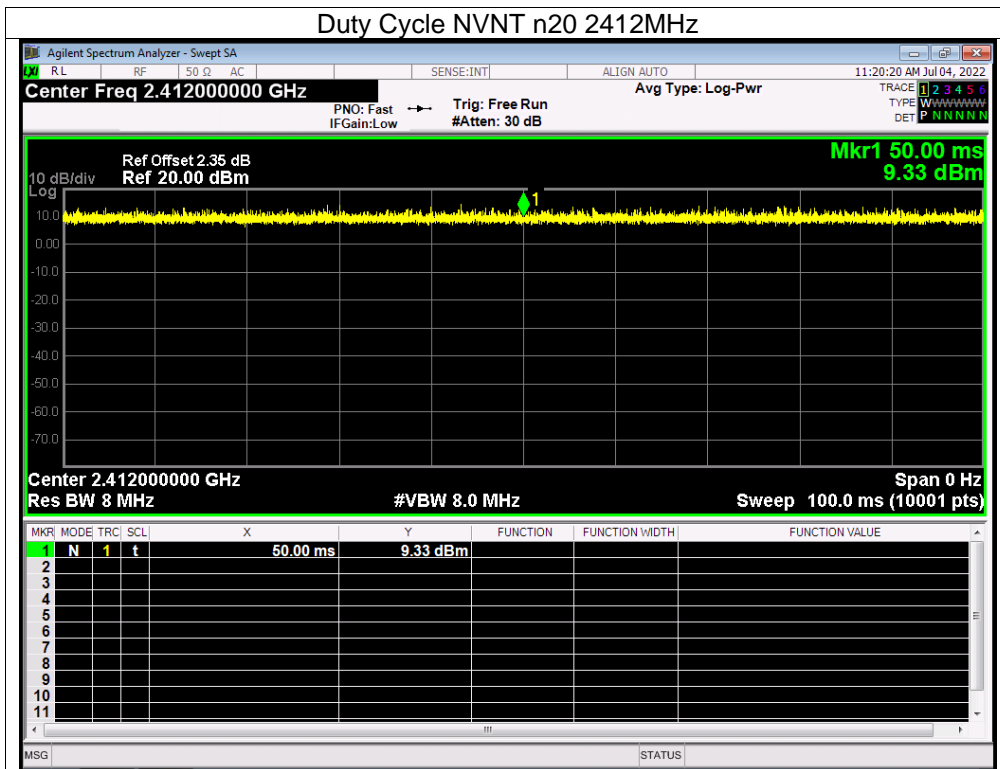 Duty Cycle NVNT n20 2412MHz
Agilent Spectrum Analyzer - Swept SA
LXI RL RF 50 Ω AC SENSE:INT ALIGN AUTO 11:20:20 AM Jul 04, 2022
Center Freq 2.412000000 GHz Avg Type: Log-Pwr TRACE 1 2 3 4 5 6
PNO: Fast Trig: Free Run TYPE WWWWWW
IFGain:Low #Atten: 30 dB DET P N N N N N
Mkr1 50.00 ms
9.33 dBm
Ref Offset 2.35 dB
10 dB/div Ref 20.00 dBm
Log
1
10.0
0.00
-10.0
-20.0
-30.0
-40.0
-50.0
-60.0
-70.0
Center 2.412000000 GHz Span 0 Hz
Res BW 8 MHz #VBW 8.0 MHz Sweep 100.0 ms (10001 pts)
MKR MODE TRC SCL X Y FUNCTION FUNCTION WIDTH FUNCTION VALUE
1 N 1 t 50.00 ms 9.33 dBm
2
3
4
5
6
7
8
9
10
11
MSG STATUS